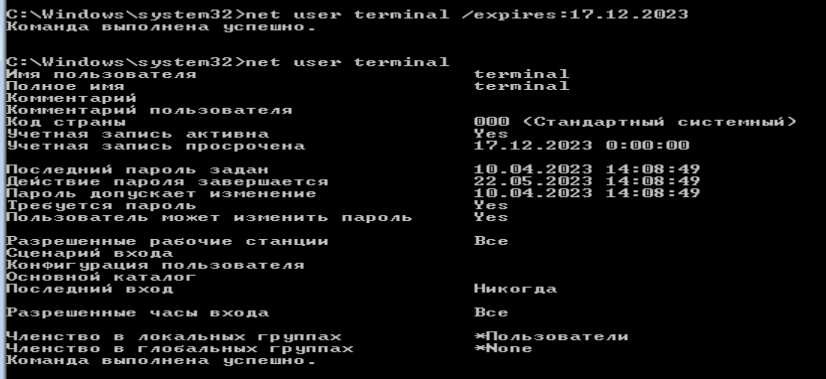 C:\Windows\system32>net user terminal /expires:17.12.2023
Команда выполнена успешно.
C:\Windows\system32>net user terminal
Имя пользователя terminal
Полное имя terminal
Комментарий
Комментарий пользователя
Код страны 000 (Стандартный системный)
Учетная запись активна Yes
Учетная запись просрочена 17.12.2023 0:00:00
Последний пароль задан 10.04.2023 14:08:49
Действие пароля завершается 22.05.2023 14:08:49
Пароль допускает изменение 10.04.2023 14:08:49
Требуется пароль Yes
Пользователь может изменить пароль Yes
Разрешенные рабочие станции Все
Сценарий входа
Конфигурация пользователя
Основной каталог
Последний вход Никогда
Разрешенные часы входа Все
Членство в локальных группах *Пользователи
Членство в глобальных группах *None
Команда выполнена успешно.